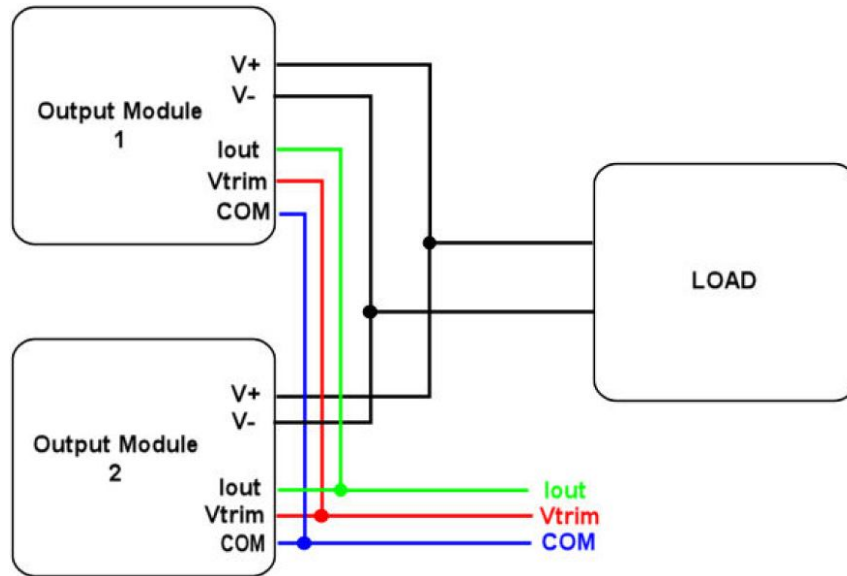 V+
V-
Output Module
1
Iout
Vtrim
COM
LOAD
V+
V-
Output Module
2
Iout
Vtrim
COM
Iout
Vtrim
COM